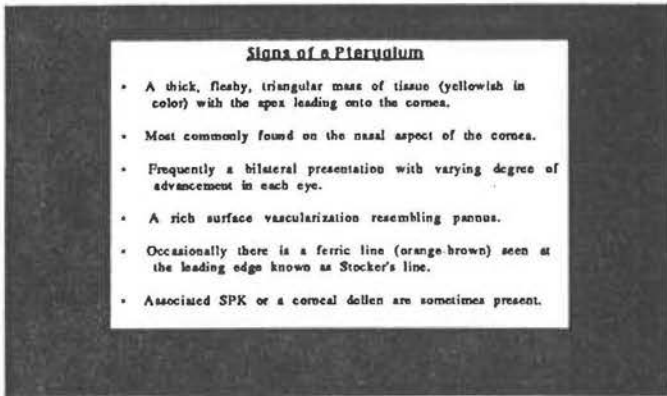 Signs of a Pterygium
• A thick, fleshy, triangular mass of tissue (yellowish in
color) with the apex leading onto the cornea.
• Most commonly found on the nasal aspect of the cornea.
• Frequently a bilateral presentation with varying degree of
advancement in each eye.
• A rich surface vascularization resembling pannus.
• Occasionally there is a ferric line (orange-brown) seen at
the leading edge known as Stocker's line.
• Associated SPK or a corneal dellen are sometimes present.